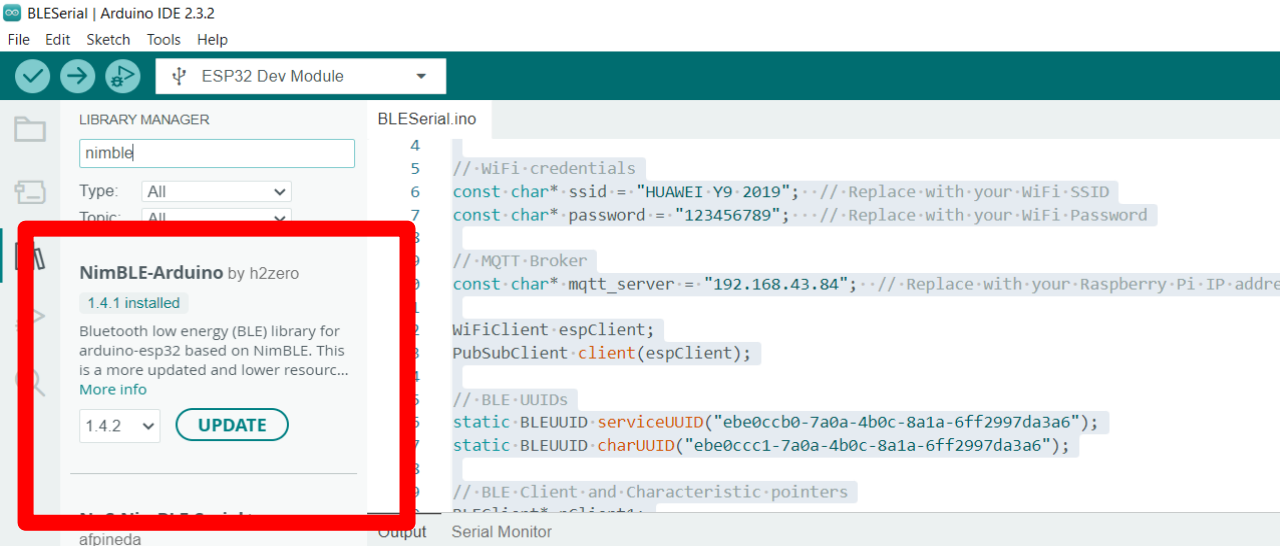 BLESerial | Arduino IDE 2.3.2
File Edit Sketch Tools Help
ESP32 Dev Module
LIBRARY MANAGER
nimble
Type: All
Topic: All
NimBLE-Arduino by h2zero
1.4.1 installed
Bluetooth low energy (BLE) library for
arduino-esp32 based on NimBLE. This
is a more updated and lower resourc...
More info
1.4.2 UPDATE
afpineda
BLESerial.ino
4
5 // WiFi credentials
6 const char* ssid = "HUAWEI Y9 2019"; // Replace with your WiFi SSID
7 const char* password = "123456789"; // Replace with your WiFi Password
// MQTT Broker
const char* mqtt_server = "192.168.43.84"; // Replace with your Raspberry Pi IP addre
WiFiClient espClient;
PubSubClient client(espClient);
// BLE UUIDs
static BLEUUID serviceUUID("ebe0ccb0-7a0a-4b0c-8a1a-6ff2997da3a6");
static BLEUUID charUUID("ebe0ccc1-7a0a-4b0c-8a1a-6ff2997da3a6");
// BLE Client and Characteristic pointers
Output Serial Monitor